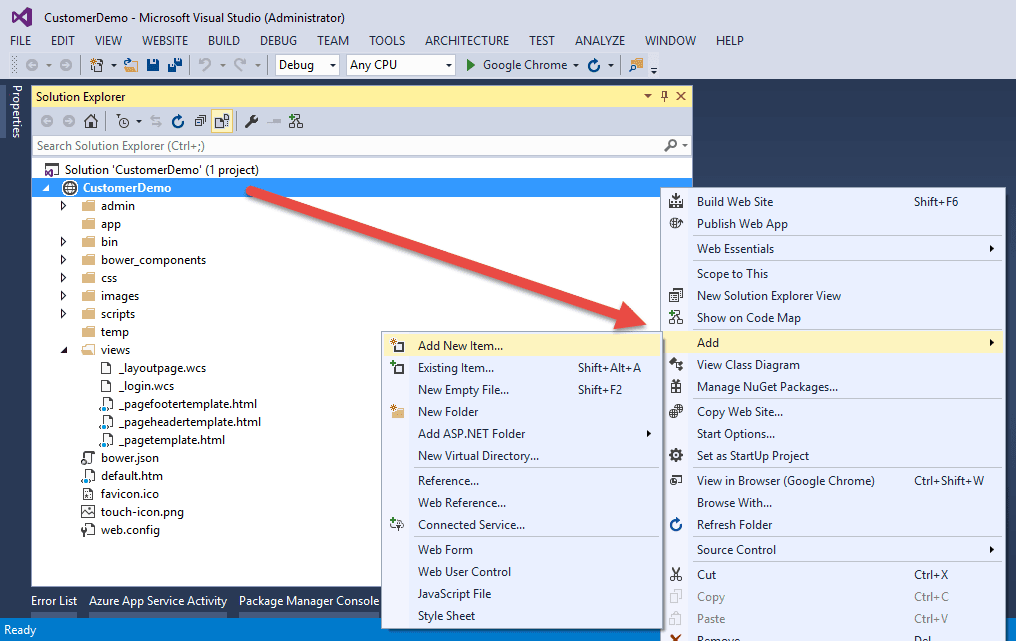 CustomerDemo - Microsoft Visual Studio (Administrator)
FILE EDIT VIEW WEBSITE BUILD DEBUG TEAM TOOLS ARCHITECTURE TEST ANALYZE WINDOW HELP
Debug Any CPU Google Chrome
Properties
Solution Explorer
Search Solution Explorer (Ctrl+;)
Solution 'CustomerDemo' (1 project)
CustomerDemo
admin
app
bin
bower_components
css
images
scripts
temp
views
_layoutpage.wcs
_login.wcs
_pagefootertemplate.html
_pageheadertemplate.html
_pagetemplate.html
bower.json
default.htm
favicon.ico
touch-icon.png
web.config
Build Web Site Shift+F6
Publish Web App
Web Essentials
Scope to This
New Solution Explorer View
Show on Code Map
Add
View Class Diagram
Manage NuGet Packages...
Copy Web Site...
Start Options...
Set as StartUp Project
View in Browser (Google Chrome) Ctrl+Shift+W
Browse With...
Refresh Folder
Source Control
Cut Ctrl+X
Copy Ctrl+C
Paste Ctrl+V
Remove Del
Add New Item...
Existing Item... Shift+Alt+A
New Empty File... Shift+F2
New Folder
Add ASP.NET Folder
New Virtual Directory...
Reference...
Web Reference...
Connected Service...
Web Form
Web User Control
JavaScript File
Style Sheet
Error List Azure App Service Activity Package Manager Console
Ready